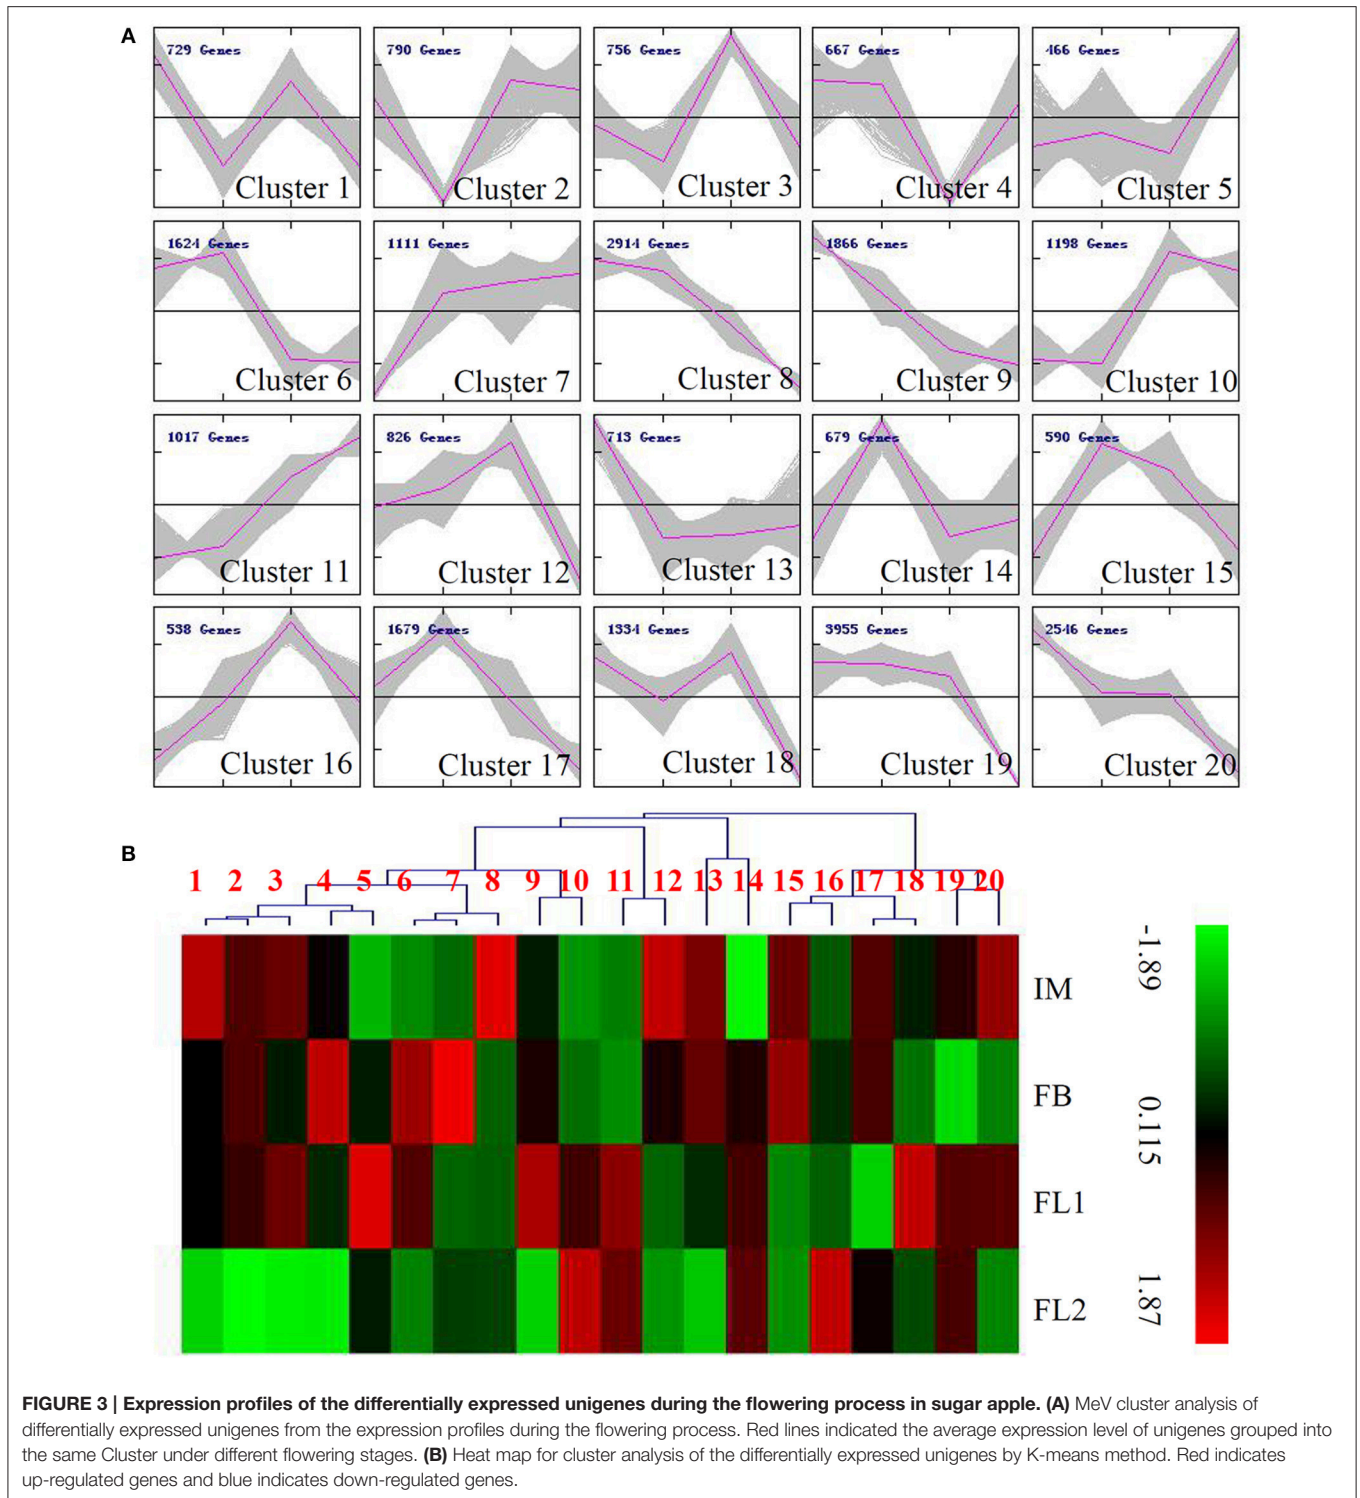 A
729 Genes
790 Genes
756 Genes
667 Genes
466 Genes
Cluster 1
Cluster 2
Cluster 3
Cluster 4
Cluster 5
1624 Genes
1111 Genes
2914 Genes
1866 Genes
1198 Genes
Cluster 6
Cluster 7
Cluster 8
Cluster 9
Cluster 10
1017 Genes
826 Genes
713 Genes
679 Genes
590 Genes
Cluster 11
Cluster 12
Cluster 13
Cluster 14
Cluster 15
538 Genes
1679 Genes
1334 Genes
3955 Genes
2546 Genes
Cluster 16
Cluster 17
Cluster 18
Cluster 19
Cluster 20
B
1 2 3 4 5 6 7 8 9 10 11 12 13 14 15 16 17 18 19 20
IM
FB
FL1
FL2
-1.89
0.115
1.87
FIGURE 3 | Expression profiles of the differentially expressed unigenes during the flowering process in sugar apple. (A) MeV cluster analysis of
differentially expressed unigenes from the expression profiles during the flowering process. Red lines indicated the average expression level of unigenes grouped into
the same Cluster under different flowering stages. (B) Heat map for cluster analysis of the differentially expressed unigenes by K-means method. Red indicates
up-regulated genes and blue indicates down-regulated genes.